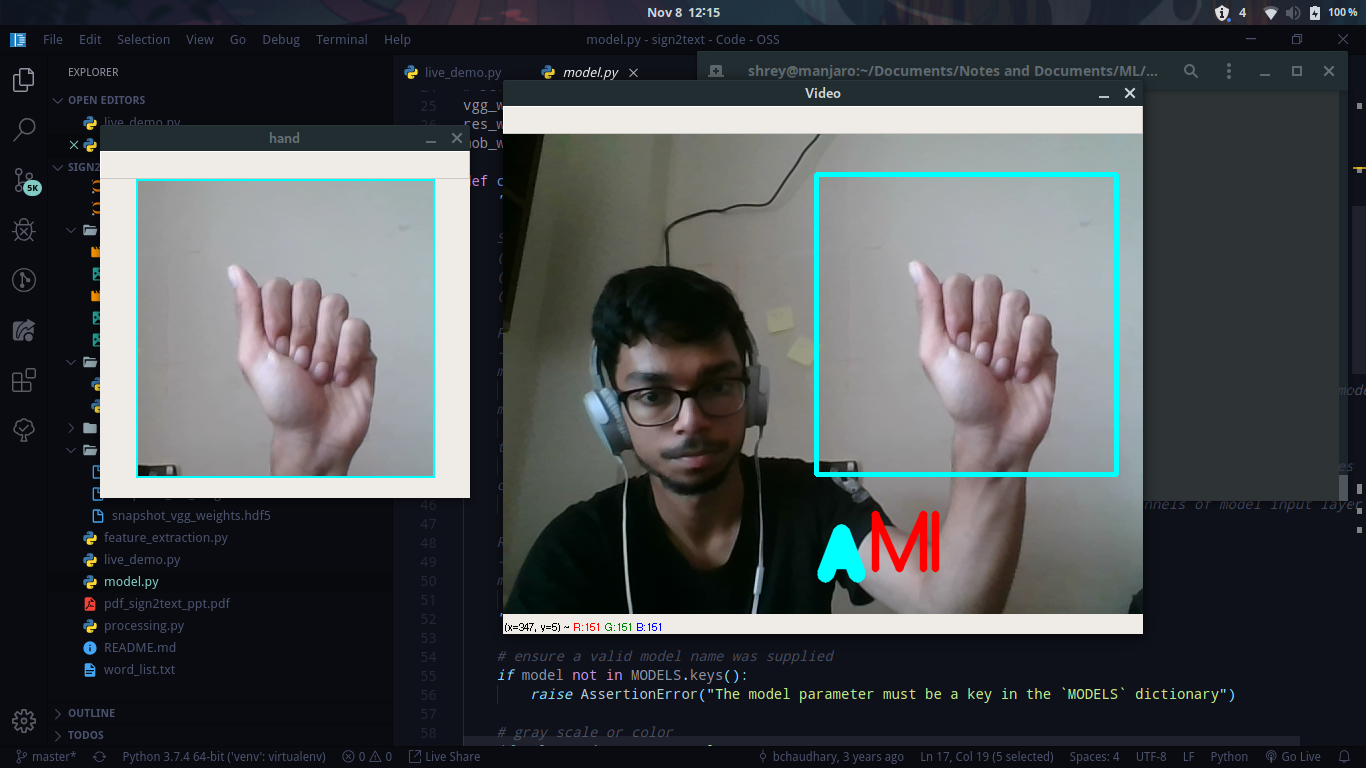 Nov 8 12:15
4
100 %
File Edit Selection View Go Debug Terminal Help
model.py - sign2text - Code - OSS
EXPLORER
live_demo.py
model.py
shrey@manjaro:~/Documents/Notes and Documents/ML/...
OPEN EDITORS
live_demo.py
Video
hand
SIGN2
5K
25
vgg_w
res_w
AMI
46
nnels of model input layer
snapshot_vgg_weights.hdf5
47
feature_extraction.py
48
live_demo.py
49
model.py
50
pdf_sign2text_ppt.pdf
51
processing.py
52
(x=347, y=5) ~ R:151 G:151 B:151
53
README.md
54 # ensure a valid model name was supplied
word_list.txt
55 if model not in MODELS.keys():
56 raise AssertionError("The model parameter must be a key in the `MODELS` dictionary")
57
OUTLINE
58 # gray scale or color
TODOS
master*
Python 3.7.4 64-bit ('venv': virtualenv)
0 0
Live Share
bchaudhary, 3 years ago
Ln 17, Col 19 (5 selected)
Spaces: 4
UTF-8
LF
Python
Go Live